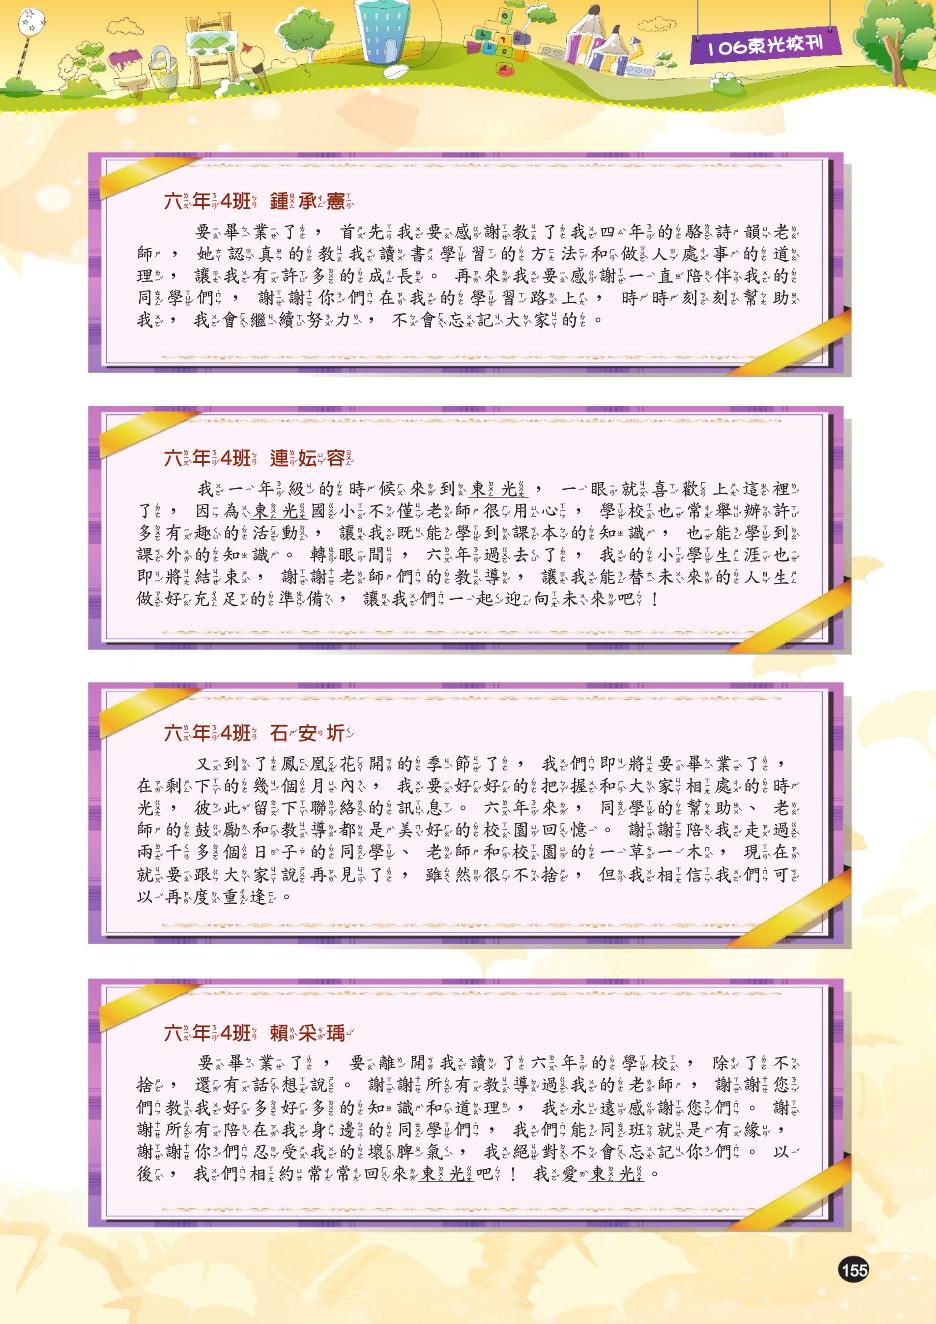 106東光校刊
六年4班 鍾承憲
要畢業了，首先我要感謝教了我四年的駱詩韻老
師，她認真的教我讀書學習的方法和做人處事的道
理，讓我有許多的成長。再來我要感謝一直陪伴我的
同學們，謝謝你們在我的學習路上，時時刻刻幫助
我，我會繼續努力，不會忘記大家的。
六年4班 連妘容
我一年級的時候來到東光，一眼就喜歡上這裡
了，因為東光國小不僅老師很用心，學校也常舉辦許
多有趣的活動，讓我既能學到課本的知識，也能學到
課外的知識。轉眼間，六年過去了，我的小學生涯也
即將結束，謝謝老師們的教導，讓我能替未來的人生
做好充足的準備，讓我們一起迎向未來吧！
六年4班 石安圻
又到了鳳凰花開的季節了，我們即將要畢業了，
在剩下的幾個月內，我要好好的把握和大家相處的時
光，彼此留下聯絡的訊息。六年來，同學的幫助、老
師的鼓勵和教導都是美好的校園回憶。謝謝陪我走過
兩千多個日子的同學、老師和校園的一草一木，現在
就要跟大家說再見了，雖然很不捨，但我相信我們可
以再度重逢。
六年4班 賴采瑀
要畢業了，要離開我讀了六年的學校，除了不
捨，還有話想說。謝謝所有教導過我的老師，謝謝您
們教我好多好多的知識和道理，我永遠感謝您們。謝
謝所有陪在我身邊的同學們，我們能同班就是有緣，
謝謝你們忍受我的壞脾氣，我絕對不會忘記你們。以
後，我們相約常常回來東光吧！我愛東光。
155